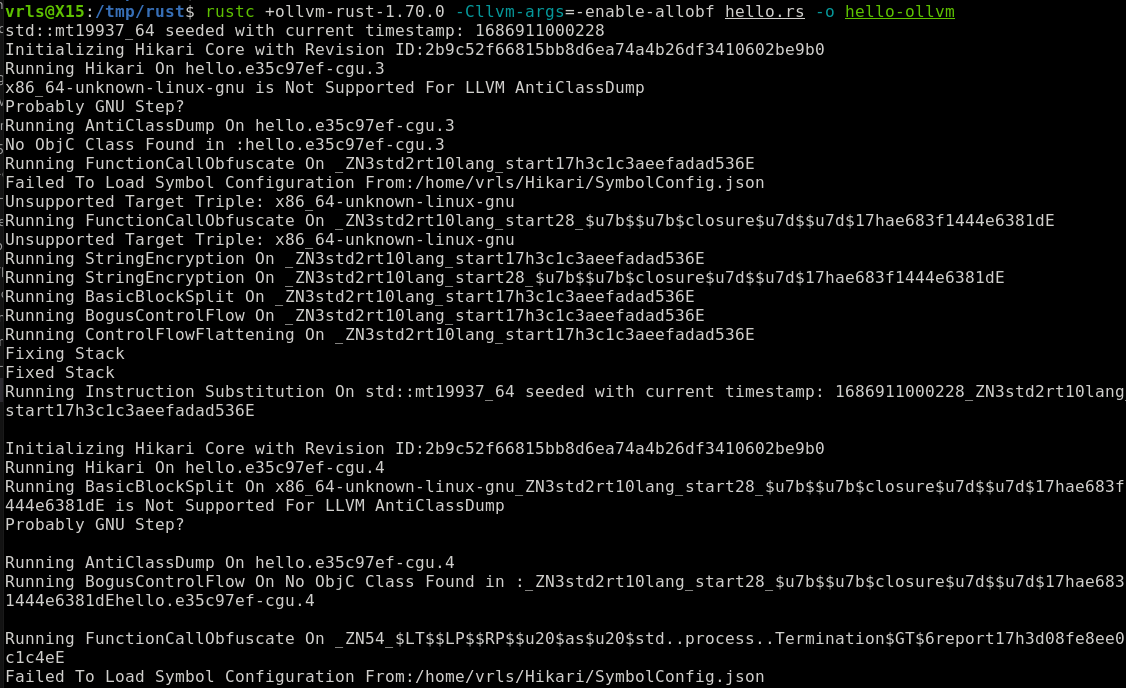 vrls@X15:/tmp/rust$ rustc +ollvm-rust-1.70.0 -Cllvm-args=-enable-allobf hello.rs -o hello-ollvm
std::mt19937_64 seeded with current timestamp: 1686911000228
Initializing Hikari Core with Revision ID:2b9c52f66815bb8d6ea74a4b26df3410602be9b0
Running Hikari On hello.e35c97ef-cgu.3
x86_64-unknown-linux-gnu is Not Supported For LLVM AntiClassDump
Probably GNU Step?
Running AntiClassDump On hello.e35c97ef-cgu.3
No ObjC Class Found in :hello.e35c97ef-cgu.3
Running FunctionCallObfuscate On _ZN3std2rt10lang_start17h3c1c3aeefadad536E
Failed To Load Symbol Configuration From:/home/vrls/Hikari/SymbolConfig.json
Unsupported Target Triple: x86_64-unknown-linux-gnu
Running FunctionCallObfuscate On _ZN3std2rt10lang_start28_$u7b$$u7b$closure$u7d$$u7d$17hae683f1444e6381dE
Unsupported Target Triple: x86_64-unknown-linux-gnu
Running StringEncryption On _ZN3std2rt10lang_start17h3c1c3aeefadad536E
Running StringEncryption On _ZN3std2rt10lang_start28_$u7b$$u7b$closure$u7d$$u7d$17hae683f1444e6381dE
Running BasicBlockSplit On _ZN3std2rt10lang_start17h3c1c3aeefadad536E
Running BogusControlFlow On _ZN3std2rt10lang_start17h3c1c3aeefadad536E
Running ControlFlowFlattening On _ZN3std2rt10lang_start17h3c1c3aeefadad536E
Fixing Stack
Fixed Stack
Running Instruction Substitution On std::mt19937_64 seeded with current timestamp: 1686911000228_ZN3std2rt10lang_
start17h3c1c3aeefadad536E
Initializing Hikari Core with Revision ID:2b9c52f66815bb8d6ea74a4b26df3410602be9b0
Running Hikari On hello.e35c97ef-cgu.4
Running BasicBlockSplit On x86_64-unknown-linux-gnu_ZN3std2rt10lang_start28_$u7b$$u7b$closure$u7d$$u7d$17hae683f1
444e6381dE is Not Supported For LLVM AntiClassDump
Probably GNU Step?
Running AntiClassDump On hello.e35c97ef-cgu.4
Running BogusControlFlow On No ObjC Class Found in :_ZN3std2rt10lang_start28_$u7b$$u7b$closure$u7d$$u7d$17hae683f
1444e6381dEhello.e35c97ef-cgu.4
Running FunctionCallObfuscate On _ZN54_$LT$$LP$$RP$$u20$as$u20$std..process..Termination$GT$6report17h3d08fe8ee0
c1c4eE
Failed To Load Symbol Configuration From:/home/vrls/Hikari/SymbolConfig.json